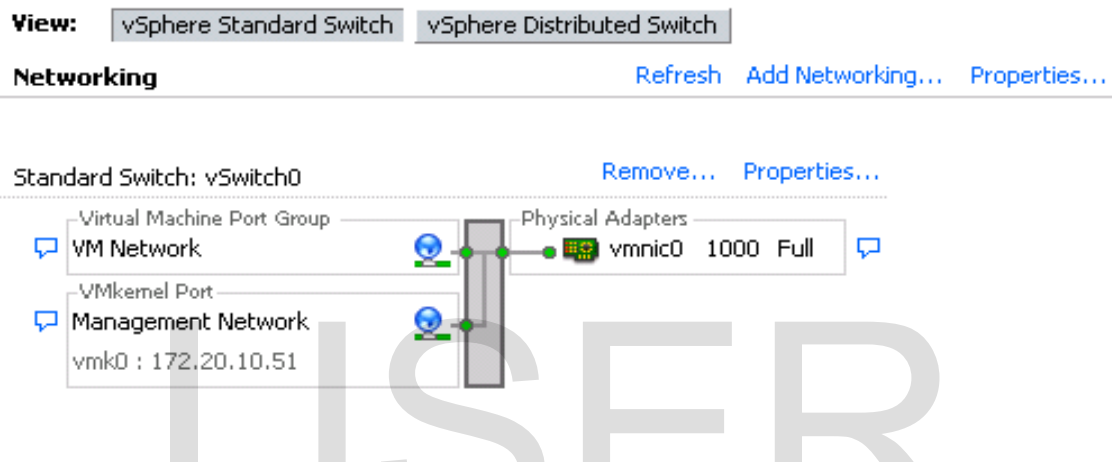 View: vSphere Standard Switch vSphere Distributed Switch
Networking Refresh Add Networking... Properties...
Standard Switch: vSwitch0 Remove... Properties...
Virtual Machine Port Group Physical Adapters
VM Network vmnic0 1000 Full
VMkernel Port
Management Network
vmk0 : 172.20.10.51
USER